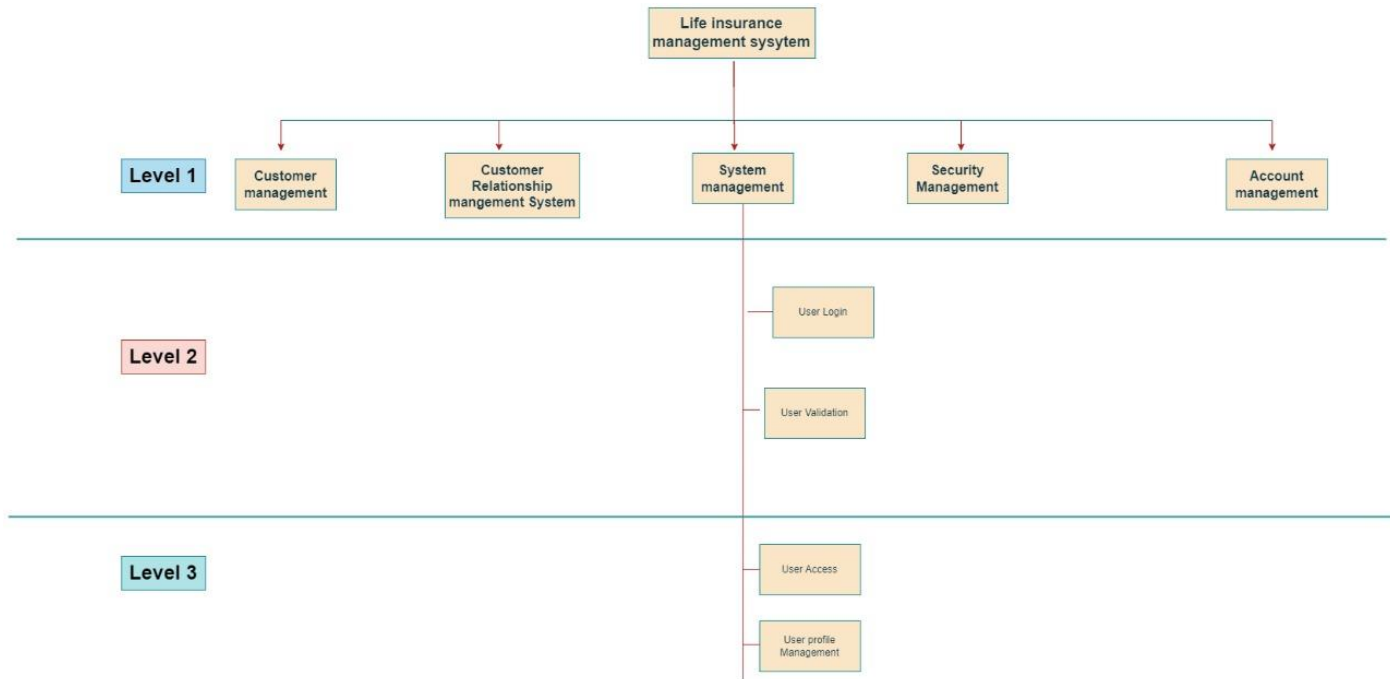 Life insurance
management sysytem
Level 1
Customer
management
Customer
Relationship
mangement System
System
management
Security
Management
Account
management
Level 2
User Login
User Validation
Level 3
User Access
User profile
Management